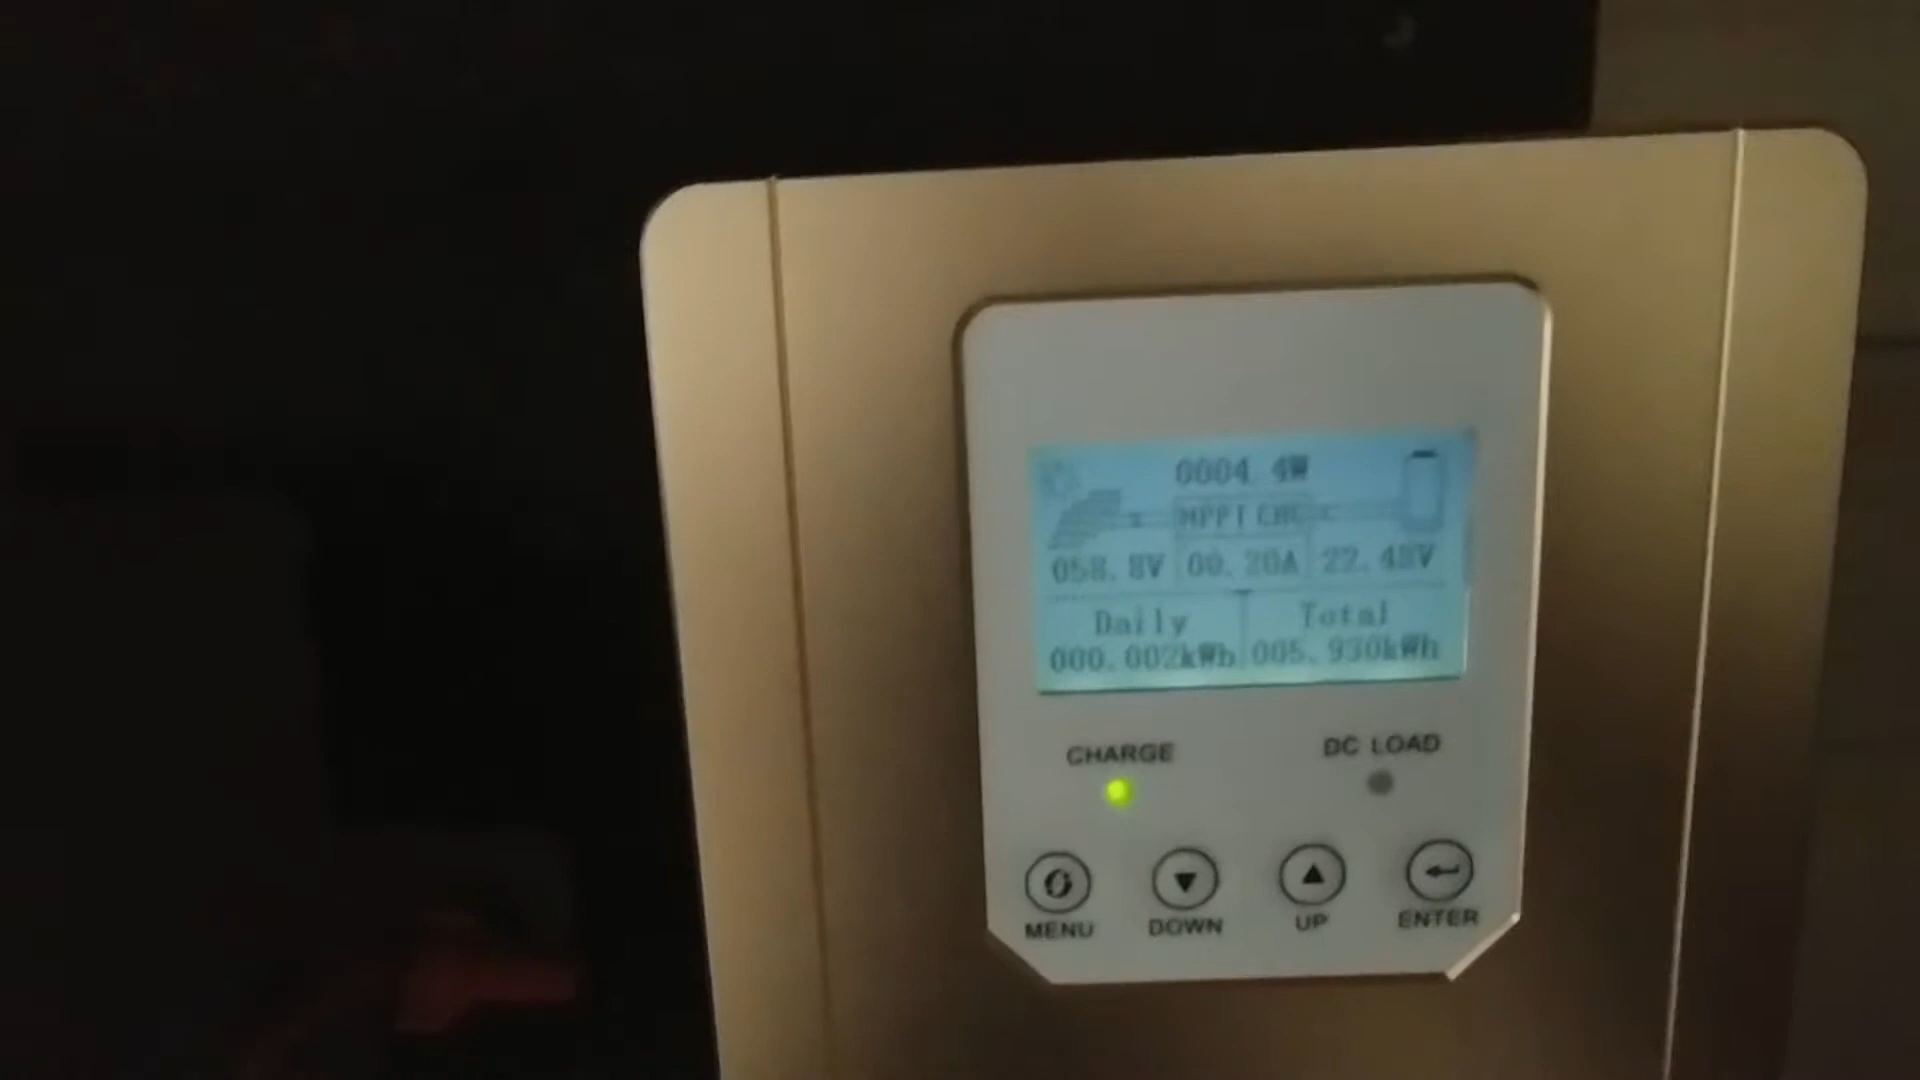 0004.4W
MPPT CHG
058.8V 00.20A 22.48V
Daily Total
000.002kWh 005.930kWh
CHARGE DC LOAD
MENU DOWN UP ENTER